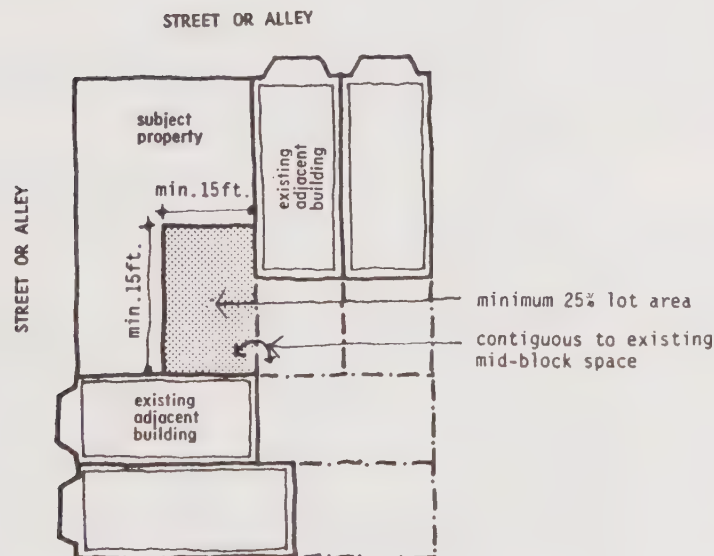 STREET OR ALLEY
subject
property
existing
adjacent
building
min.15ft.
STREET OR ALLEY
min.15ft.
minimum 25% lot area
contiguous to existing
mid-block space
existing
adjacent
building